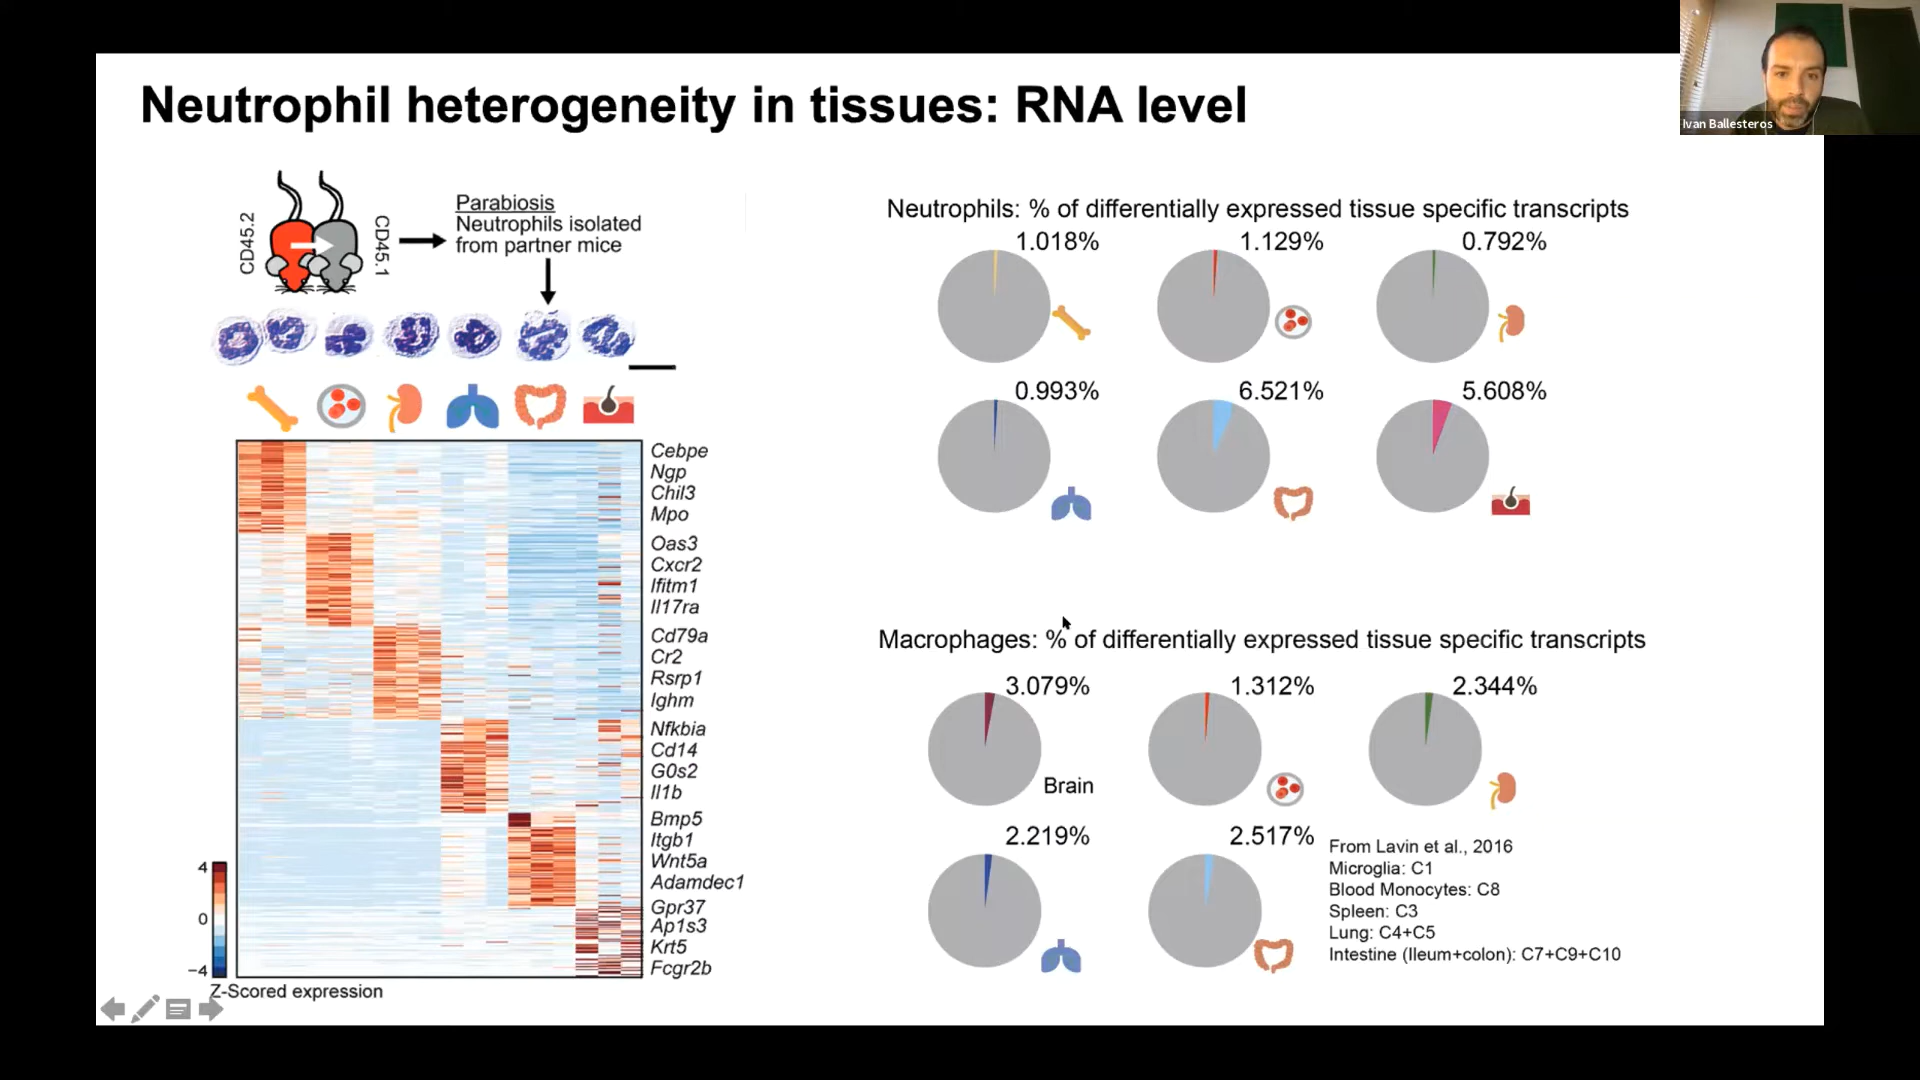 Neutrophil heterogeneity in tissues: RNA level
Ivan Ballesteros
CD45.2
CD45.1
Parabiosis
Neutrophils isolated
from partner mice
Cebpe
Ngp
Chil3
Mpo
Oas3
Cxcr2
Ifitm1
Il17ra
Cd79a
Cr2
Rsrp1
Ighm
Nfkbia
Cd14
G0s2
Il1b
Bmp5
Itgb1
Wnt5a
Adamdec1
Gpr37
Ap1s3
Krt5
Fcgr2b
4
0
−4
Z-Scored expression
Neutrophils: % of differentially expressed tissue specific transcripts
1.018%
1.129%
0.792%
0.993%
6.521%
5.608%
Macrophages: % of differentially expressed tissue specific transcripts
3.079%
1.312%
2.344%
Brain
2.219%
2.517%
From Lavin et al., 2016
Microglia: C1
Blood Monocytes: C8
Spleen: C3
Lung: C4+C5
Intestine (Ileum+colon): C7+C9+C10